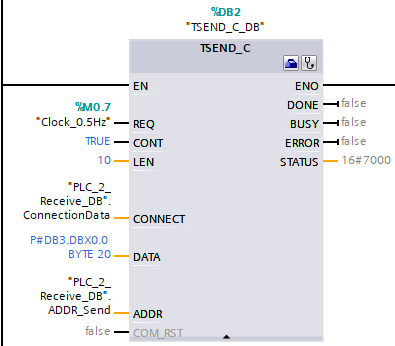 %DB2
"TSEND_C_DB"
TSEND_C
EN ENO
DONE false
%M0.7 BUSY false
"Clock_0.5Hz" REQ ERROR false
TRUE CONT STATUS 16#7000
10 LEN
"PLC_2_
Receive_DB".
ConnectionData CONNECT
P#DB3.DBX0.0
BYTE 20 DATA
"PLC_2_
Receive_DB".
ADDR_Send ADDR
false COM_RST